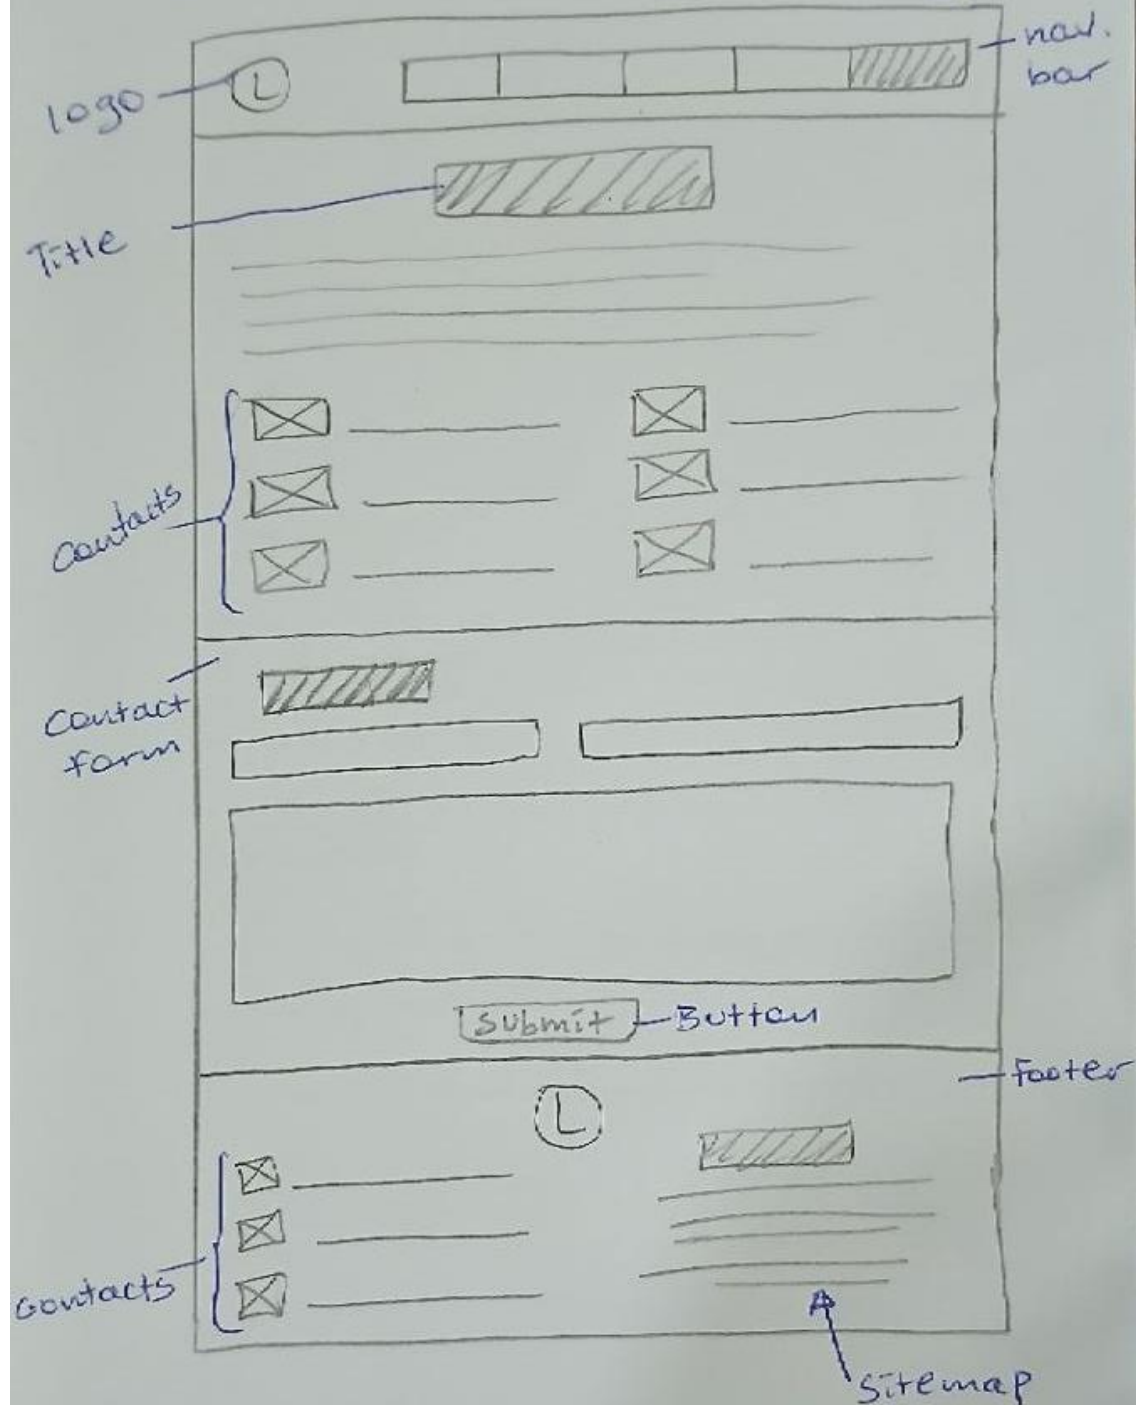 nav.
bar
logo
L
Title
Contacts
Contact
form
Submit
Button
Footer
L
Contacts
Sitemap